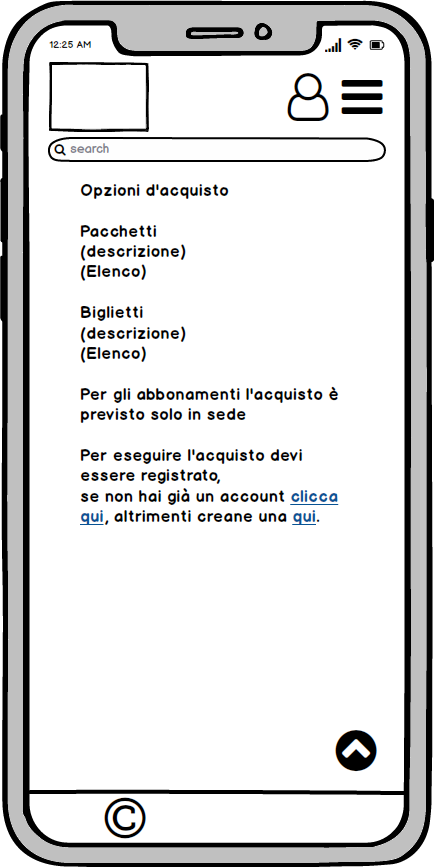 12:25 AM
search
Opzioni d'acquisto
Pacchetti
(descrizione)
(Elenco)
Biglietti
(descrizione)
(Elenco)
Per gli abbonamenti l'acquisto è
previsto solo in sede
Per eseguire l'acquisto devi
essere registrato,
se non hai già un account clicca
qui, altrimenti creane una qui.
©